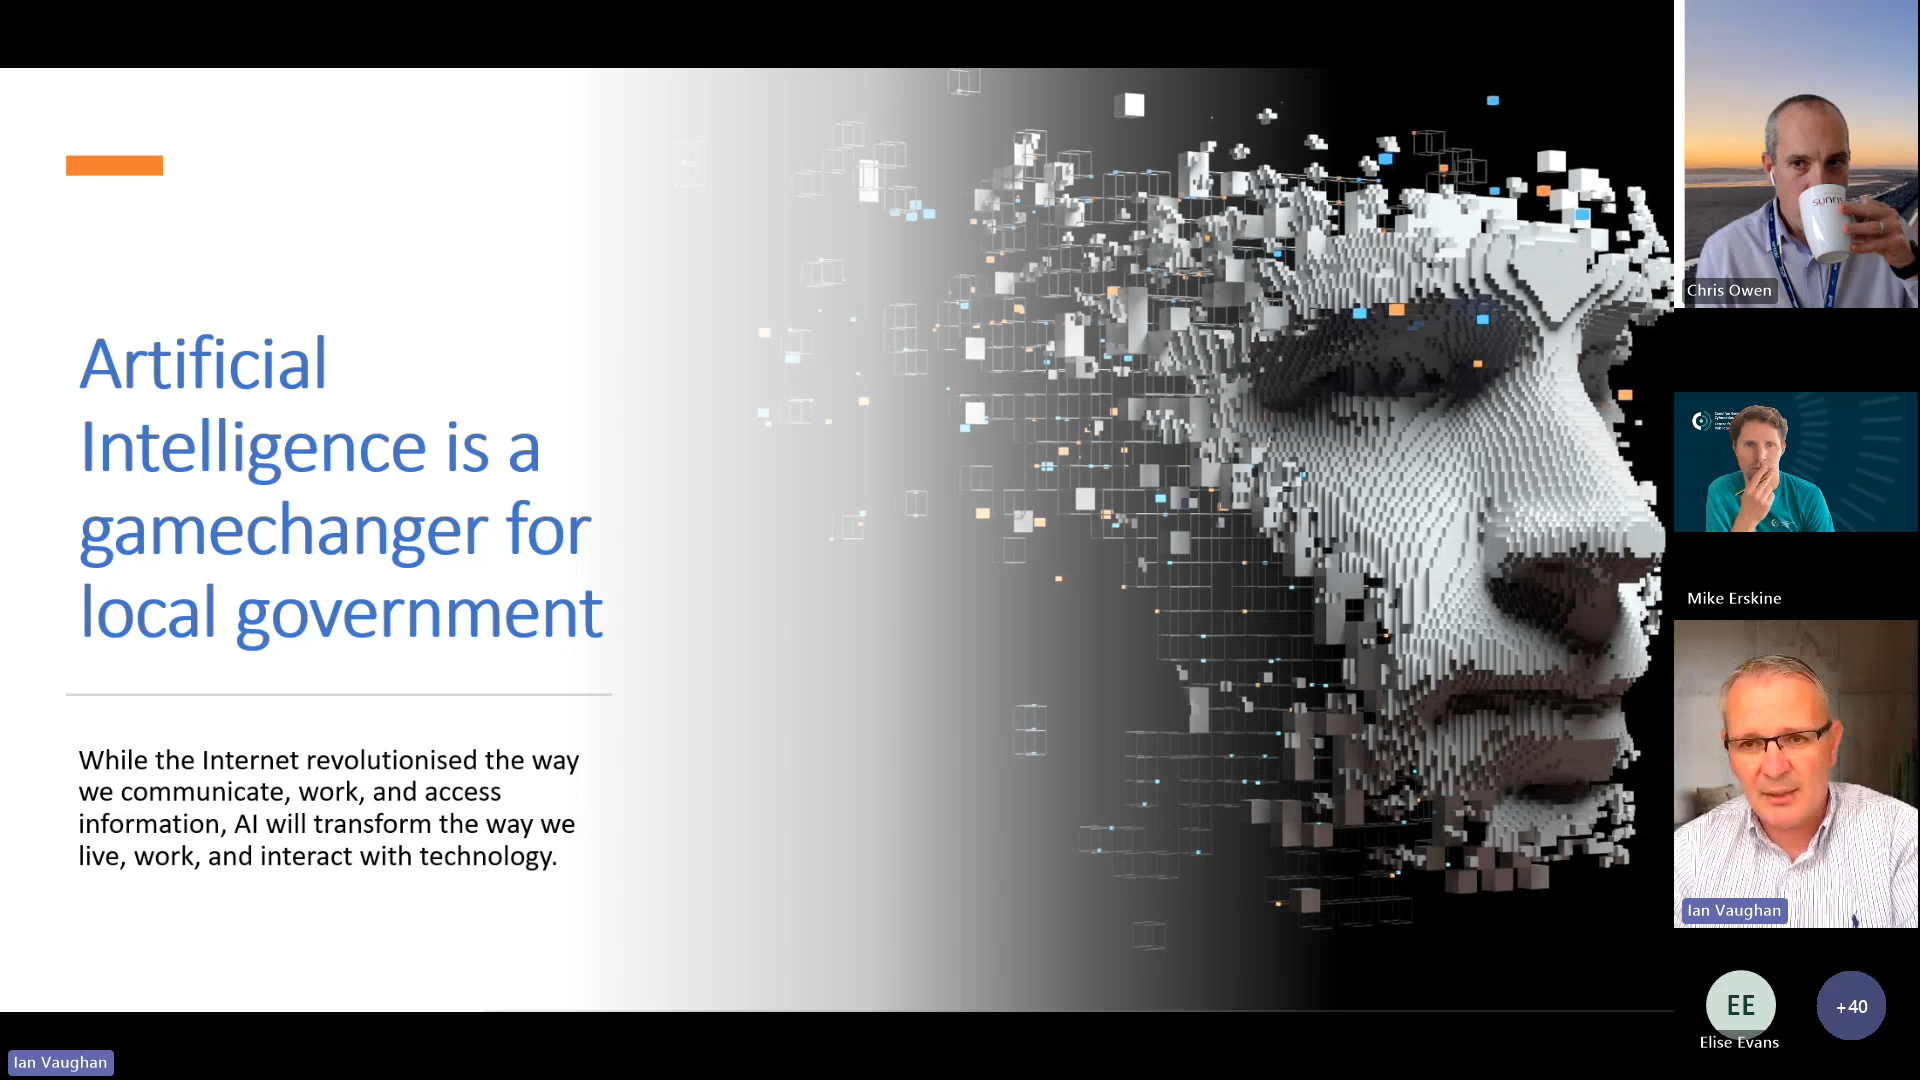 Artificial
Intelligence is a
gamechanger for
local government
While the Internet revolutionised the way
we communicate, work, and access
information, AI will transform the way we
live, work, and interact with technology.
Ian Vaughan
Chris Owen
Mike Erskine
Ian Vaughan
EE
Elise Evans
+40